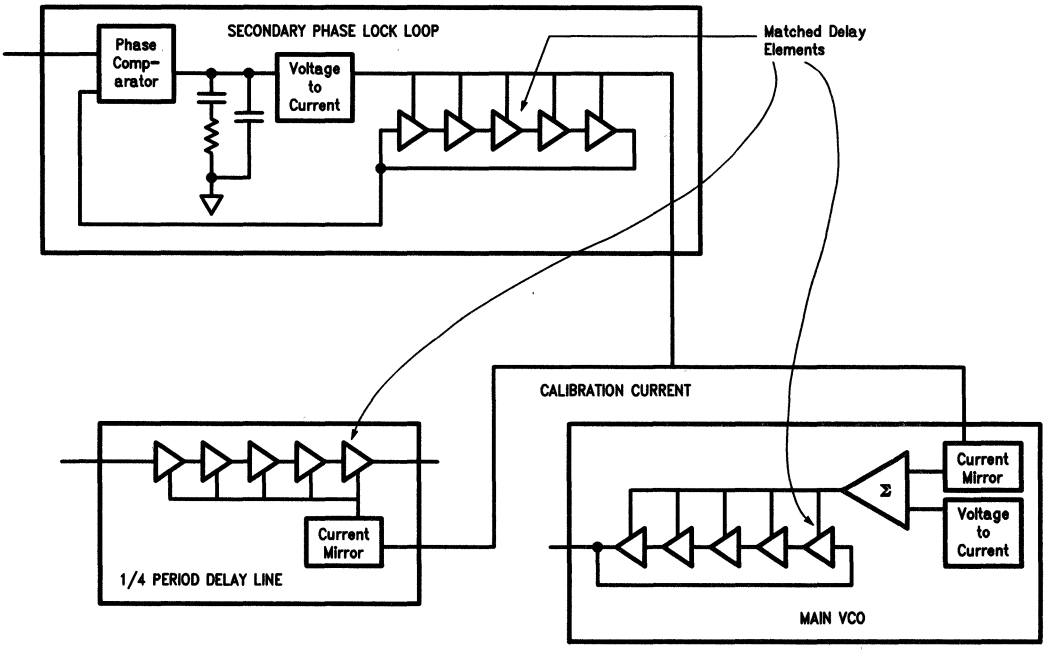 SECONDARY PHASE LOCK LOOP
Matched Delay
Elements
Phase
Comp-
arator
Voltage
to
Current
CALIBRATION CURRENT
Current
Mirror
1/4 PERIOD DELAY LINE
Current
Mirror
Σ
Voltage
to
Current
MAIN VCO